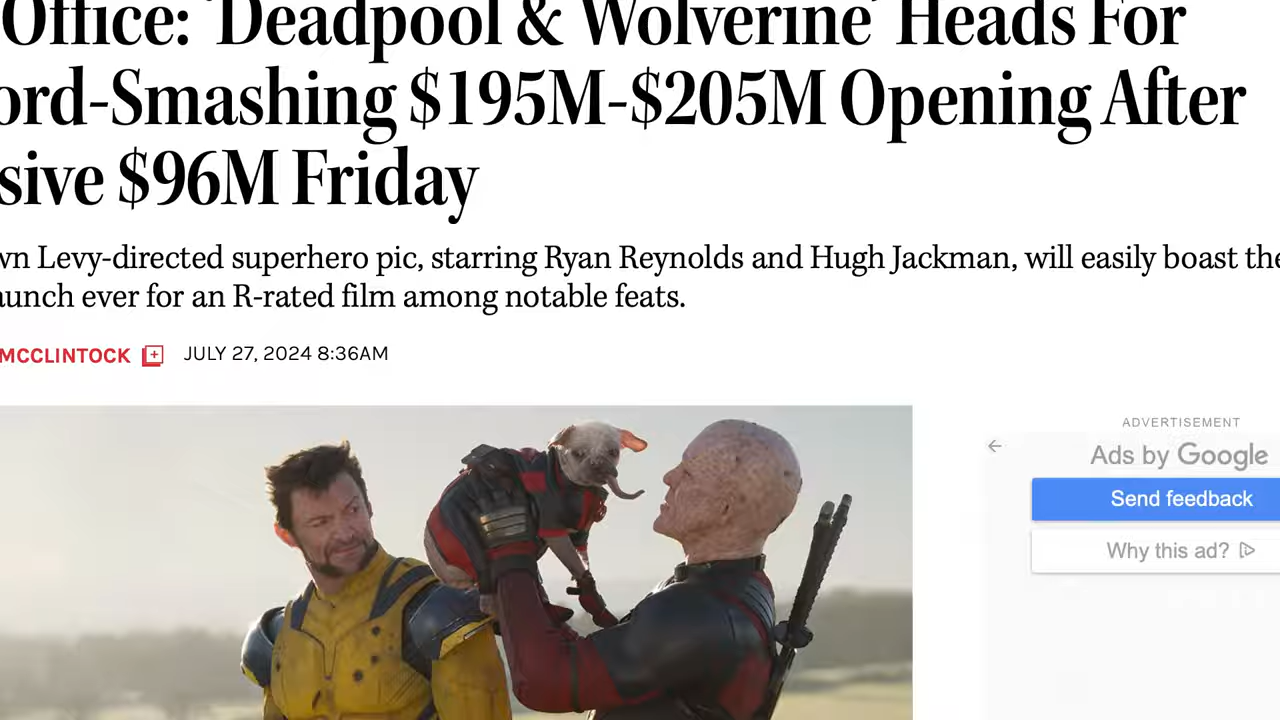 Office: 'Deadpool & Wolverine' Heads For
ord-Smashing $195M-$205M Opening After
sive $96M Friday
wn Levy-directed superhero pic, starring Ryan Reynolds and Hugh Jackman, will easily boast the
aunch ever for an R-rated film among notable feats.
MCCLINTOCK
JULY 27, 2024 8:36AM
ADVERTISEMENT
Ads by Google
Send feedback
Why this ad?